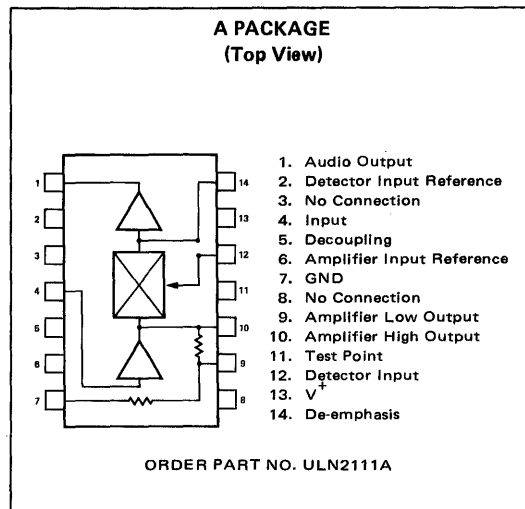 A PACKAGE
(Top View)
1 14
2 13
3 12
4 11
5 10
6 9
7 8
1. Audio Output
2. Detector Input Reference
3. No Connection
4. Input
5. Decoupling
6. Amplifier Input Reference
7. GND
8. No Connection
9. Amplifier Low Output
10. Amplifier High Output
11. Test Point
12. Detector Input
13. V+
14. De-emphasis
ORDER PART NO. ULN2111A